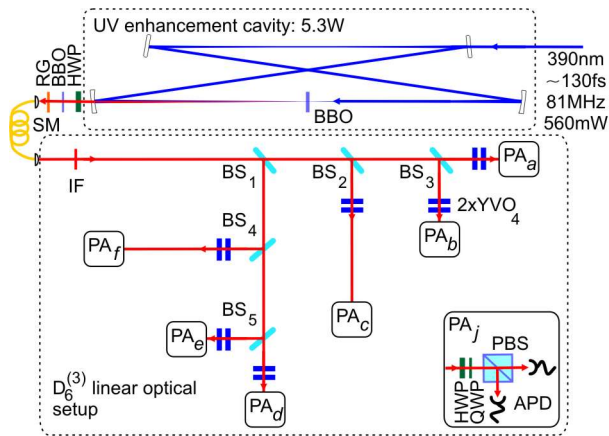 UV enhancement cavity: 5.3W
390nm
~130fs
81MHz
560mW
RG
BBO
HWP
BBO
SM
IF
BS1
BS2
BS3
PAa
2xYVO4
PAb
BS4
PAf
PAc
BS5
PAe
PAd
D6(3) linear optical
setup
PAj
PBS
HWP
QWP
APD